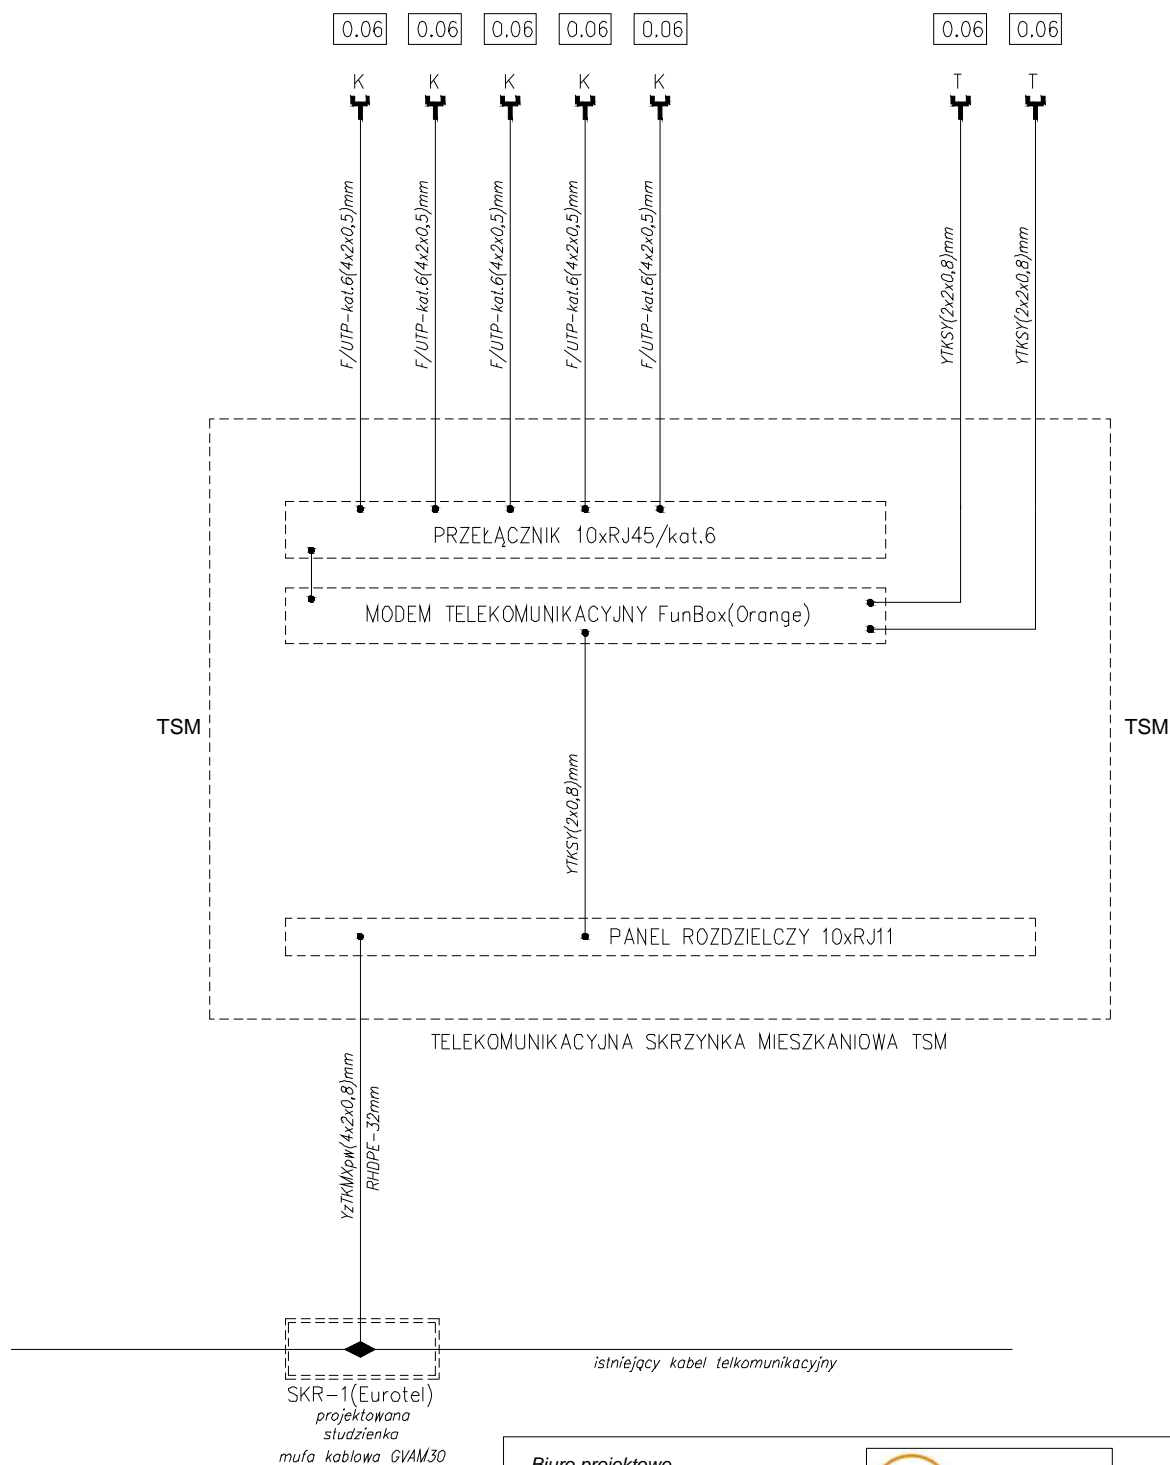 0.06 0.06 0.06 0.06 0.06 0.06 0.06
K K K K K T T
F/UTP-kat.6(4x2x0,5)mm
F/UTP-kat.6(4x2x0,5)mm
F/UTP-kat.6(4x2x0,5)mm
F/UTP-kat.6(4x2x0,5)mm
F/UTP-kat.6(4x2x0,5)mm
YTKSY(2x2x0,8)mm
YTKSY(2x2x0,8)mm
PRZEŁĄCZNIK 10xRJ45/kat.6
MODEM TELEKOMUNIKACYJNY FunBox(Orange)
TSM
TSM
YTKSY(2x0,8)mm
PANEL ROZDZIELCZY 10xRJ11
TELEKOMUNIKACYJNA SKRZYNKA MIESZKANIOWA TSM
YzTKMXpw(4x2x0,8)mm
RHDPE-32mm
istniejący kabel telkomunikacyjny
SKR-1(Eurotel)
projektowana
studzienka
mufa kablowa GVAM30
Biuro projektowe